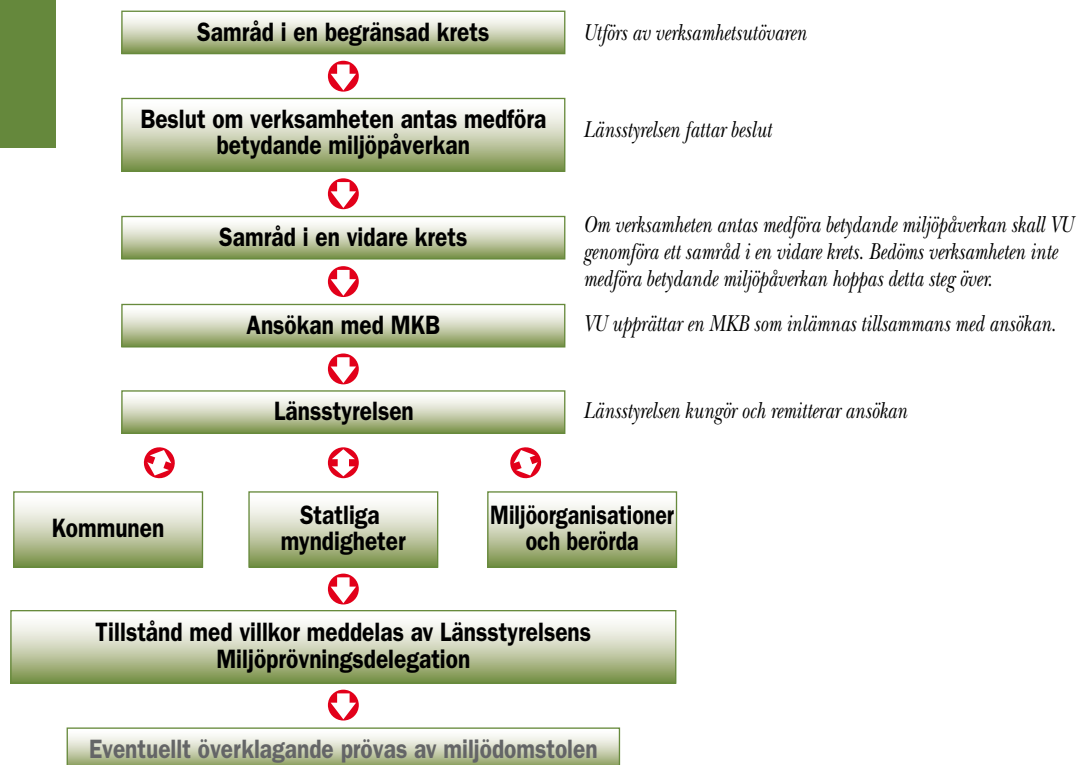 Samråd i en begränsad krets
Utförs av verksamhetsutövaren
Beslut om verksamheten antas medföra
betydande miljöpåverkan
Länsstyrelsen fattar beslut
Samråd i en vidare krets
Om verksamheten antas medföra betydande miljöpåverkan skall VU
genomföra ett samråd i en vidare krets. Bedöms verksamheten inte
medföra betydande miljöpåverkan hoppas detta steg över.
Ansökan med MKB
VU upprättar en MKB som inlämnas tillsammans med ansökan.
Länsstyrelsen
Länsstyrelsen kungör och remitterar ansökan
Kommunen
Statliga
myndigheter
Miljöorganisationer
och berörda
Tillstånd med villkor meddelas av Länsstyrelsens
Miljöprövningsdelegation
Eventuellt överklagande prövas av miljödomstolen